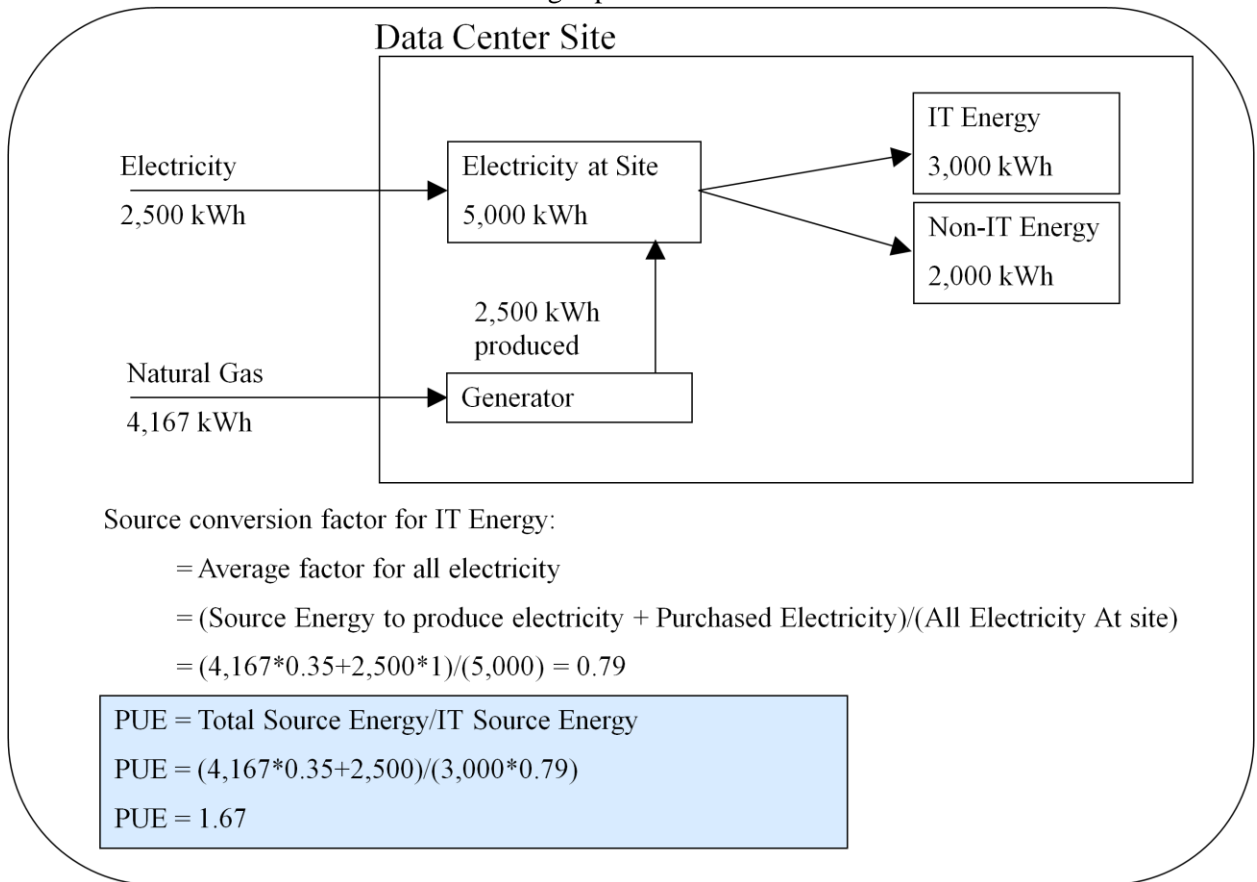 Data Center Site
Electricity
2,500 kWh
Electricity at Site
5,000 kWh
IT Energy
3,000 kWh
Non-IT Energy
2,000 kWh
2,500 kWh
produced
Natural Gas
4,167 kWh
Generator
Source conversion factor for IT Energy:
= Average factor for all electricity
= (Source Energy to produce electricity + Purchased Electricity)/(All Electricity At site)
= (4,167*0.35+2,500*1)/(5,000) = 0.79
PUE = Total Source Energy/IT Source Energy
PUE = (4,167*0.35+2,500)/(3,000*0.79)
PUE = 1.67